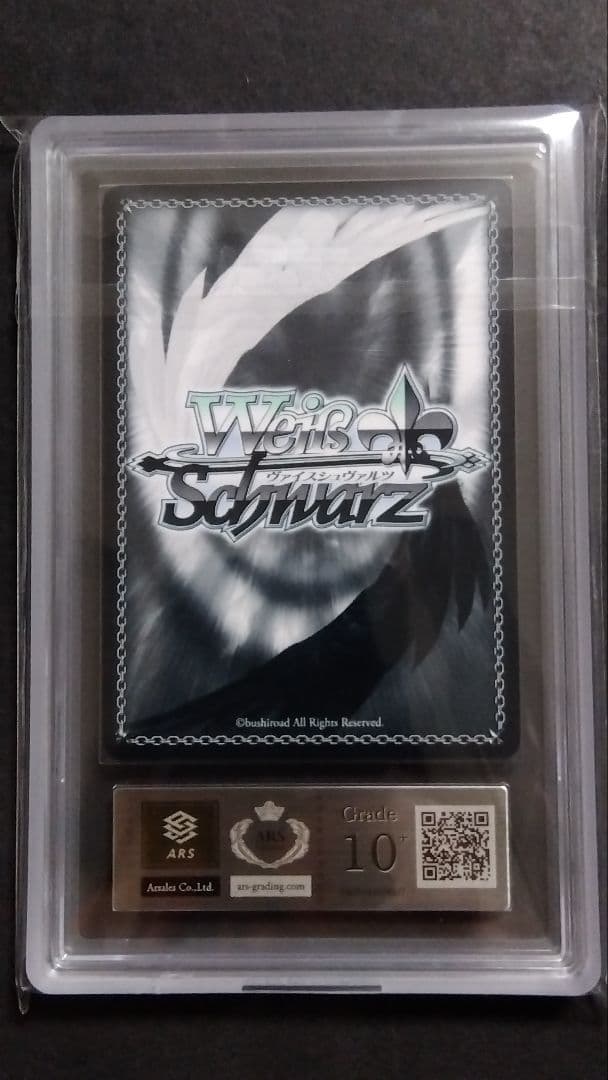 Weiß
ヴァイスシュヴァルツ
Schwarz
©bushiroad All Rights Reserved.
ARS
Arsales Co.,Ltd.
ARS
ars-grading.com
Grade
10+